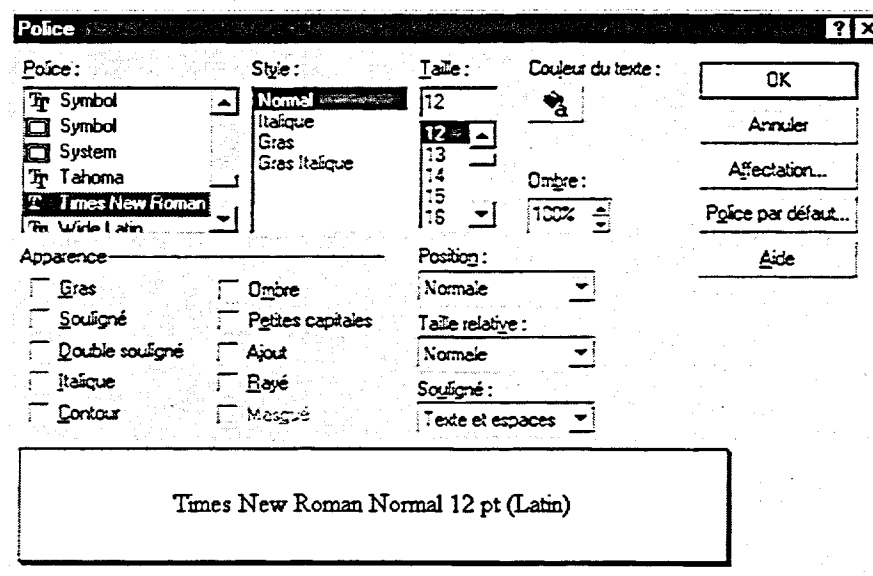 Police ? ×
Police : Style : Taille : Couleur du texte :
Symbol
Symbol
System
Tahoma
Times New Roman
Wide Latin
Normal
Italique
Gras
Gras Italique
12
12
13
14
15
16
a
Ombre :
100%
OK
Annuler
Affectation...
Police par défaut...
Aide
Apparence
Gras
Souligné
Double souligné
Italique
Contour
Ombre
Petites capitales
Ajout
Rayé
Masqué
Position :
Normale
Taille relative :
Normale
Souligné :
Texte et espaces
Times New Roman Normal 12 pt (Latin)